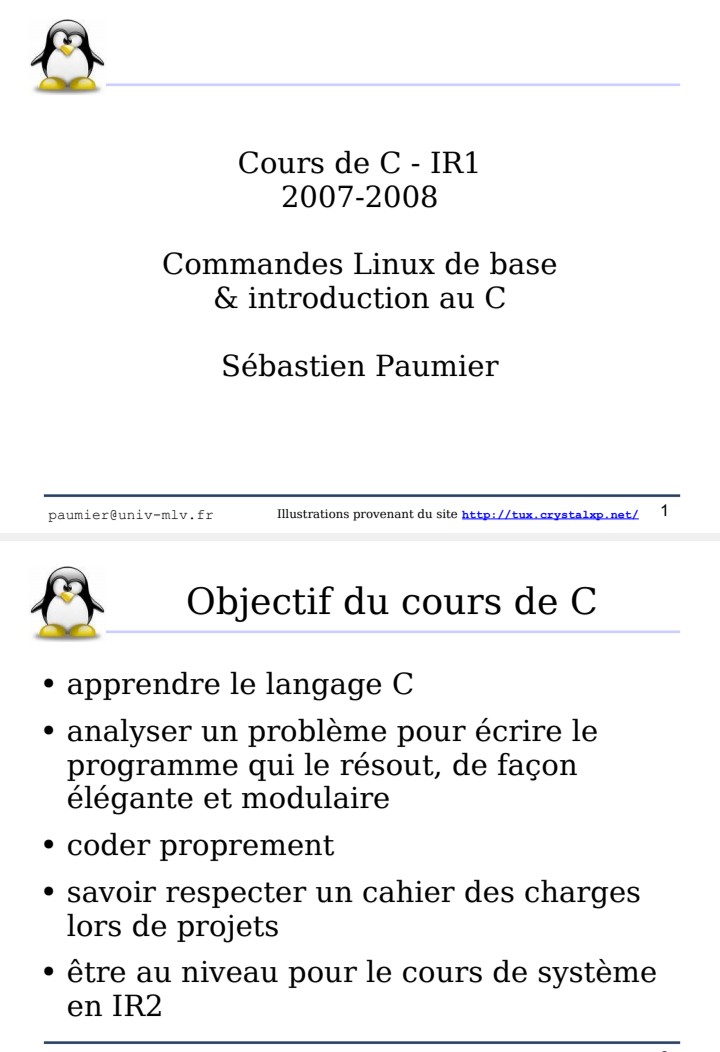 Cours de C - IR1
2007-2008
Commandes Linux de base
& introduction au C
Sébastien Paumier
paumier@univ-mlv.fr Illustrations provenant du site http://tux.crystalxp.net/ 1
Objectif du cours de C
• apprendre le langage C
• analyser un problème pour écrire le
programme qui le résout, de façon
élégante et modulaire
• coder proprement
• savoir respecter un cahier des charges
lors de projets
• être au niveau pour le cours de système
en IR2